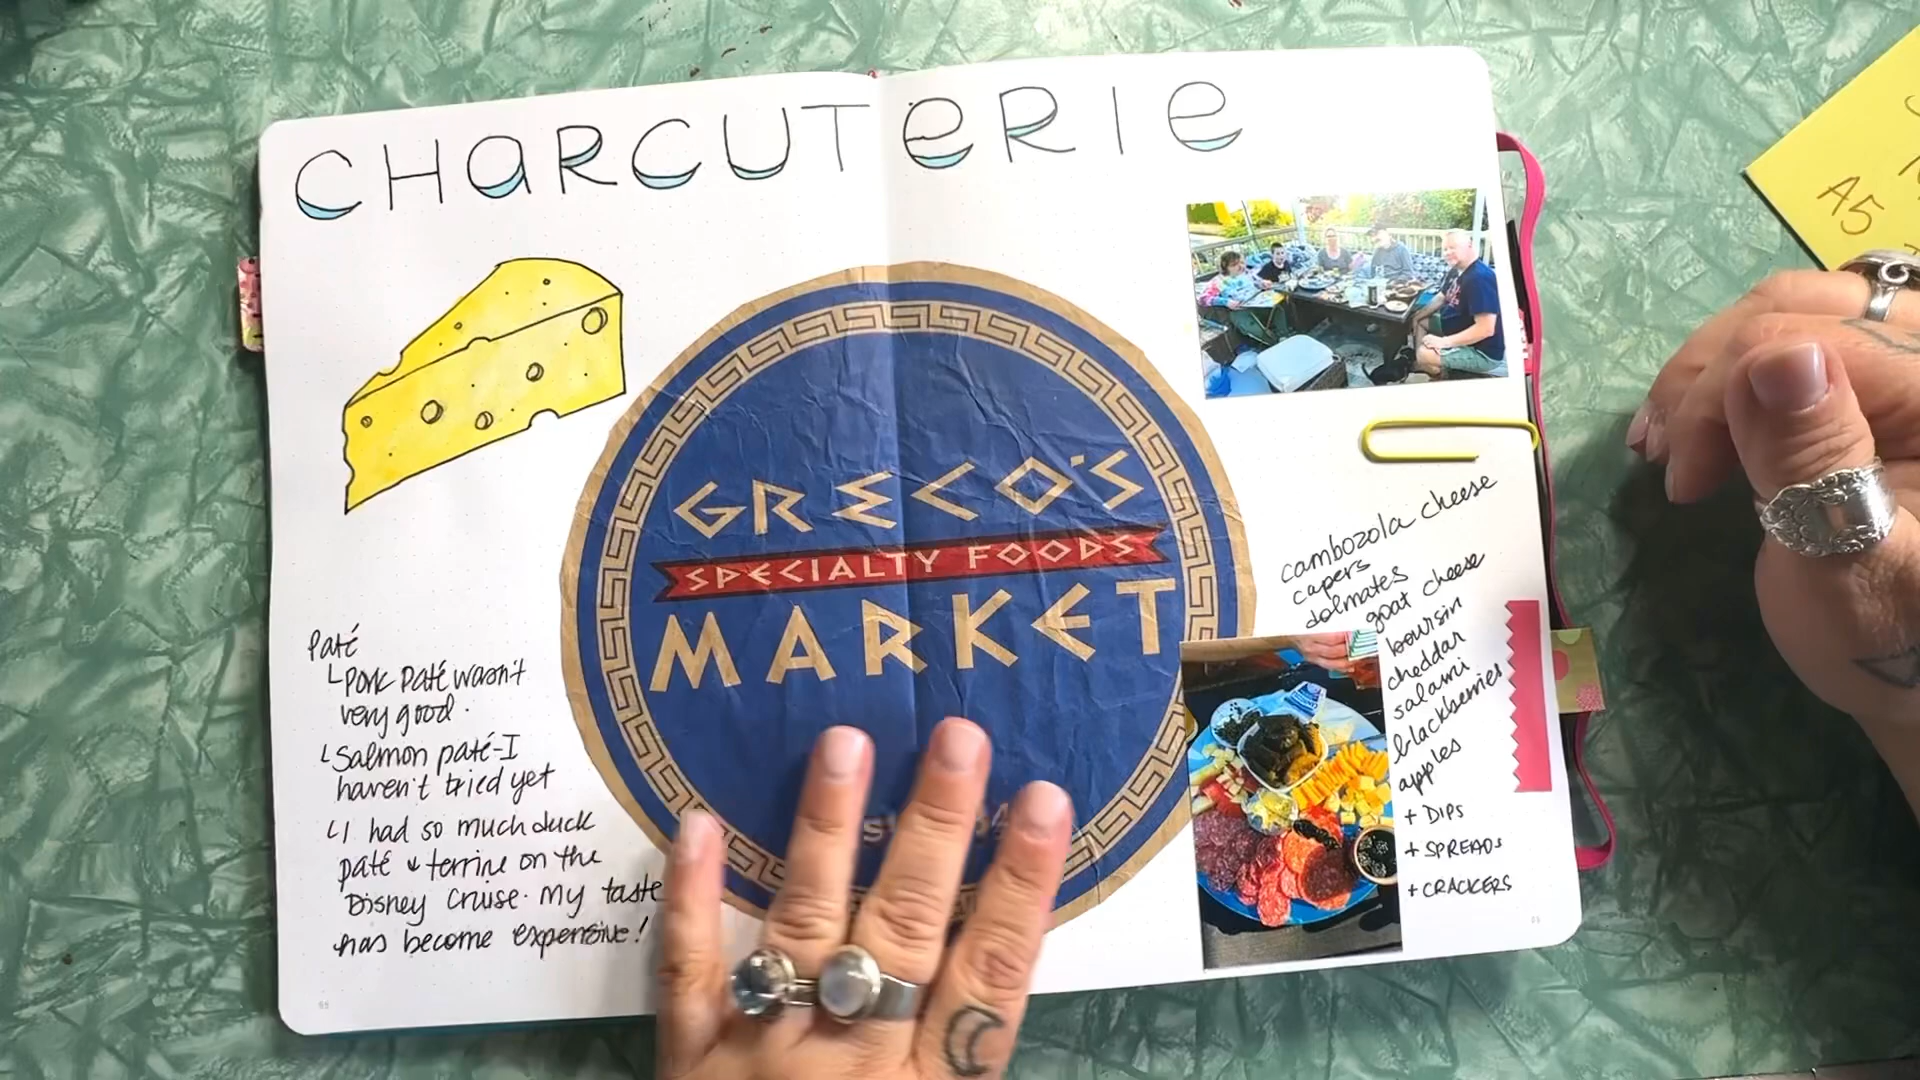 CHARCUTERIE
GRECO'S
SPECIALTY FOODS
MARKET
Paté
Pork Paté wasn't
very good.
Salmon paté-I
haven't tried yet
I had so much duck
paté & terrine on the
Disney Cruise. My taste
has become expensive!
cambozola cheese
capers
dolmates
goat cheese
boursin
cheddar
salami
blackberries
apples
+ DIPS
+ SPREADS
+ CRACKERS
A5